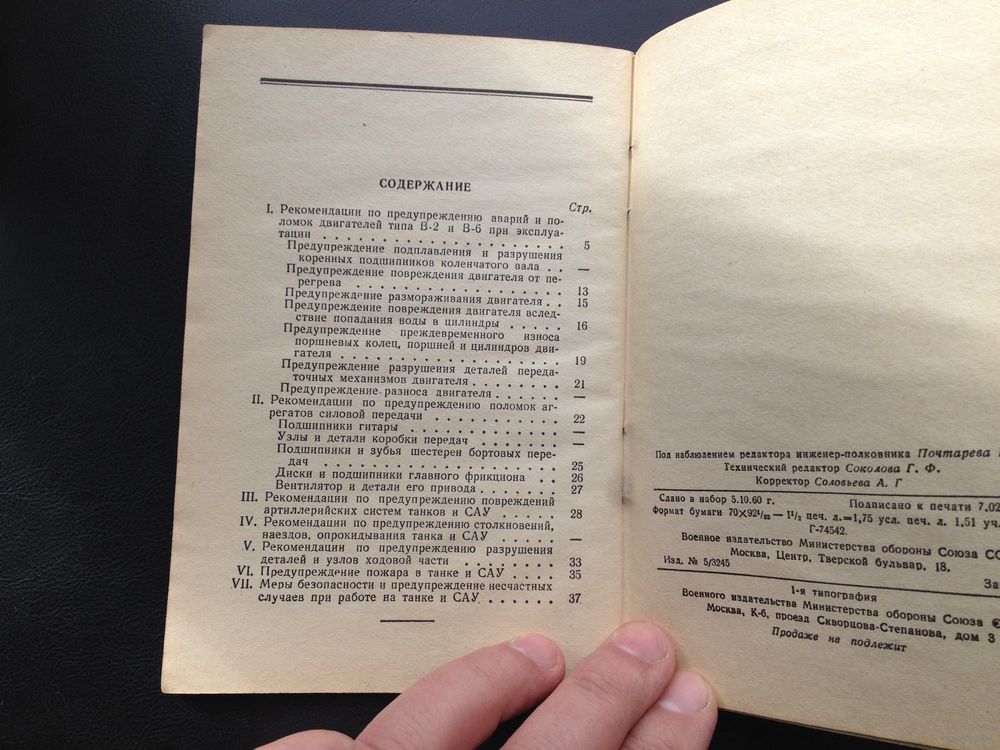 СОДЕРЖАНИЕ
Стр.
I. Рекомендации по предупреждению аварий и по-
ломок двигателей типа В-2 и В-6 при эксплуа-
тации . . . . . . . . . . . . . . . . . . . . 5
Предупреждение подплавления и разрушения
коренных подшипников коленчатого вала . . —
Предупреждение повреждения двигателя от пе-
регрева . . . . . . . . . . . . . . . . . . 13
Предупреждение размораживания двигателя . . 15
Предупреждение повреждения двигателя вслед-
ствие попадания воды в цилиндры . . . . . 16
Предупреждение преждевременного износа
поршневых колец, поршней и цилиндров дви-
гателя . . . . . . . . . . . . . . . . . . . 19
Предупреждение разрушения деталей переда-
точных механизмов двигателя . . . . . . . 21
Предупреждение разноса двигателя . . . . . . —
II. Рекомендации по предупреждению поломок аг-
регатов силовой передачи . . . . . . . . . . . 22
Подшипники гитары . . . . . . . . . . . . . —
Узлы и детали коробки передач . . . . . . . —
Подшипники и зубья шестерен бортовых пере-
дач . . . . . . . . . . . . . . . . . . . . 25
Диски и подшипники главного фрикциона . . 26
Вентилятор и детали его привода . . . . . . 27
III. Рекомендации по предупреждению повреждений
артиллерийских систем танков и САУ . . . . . 28
IV. Рекомендации по предупреждению столкновений,
наездов, опрокидывания танка и САУ . . . . . —
V. Рекомендации по предупреждению разрушения
деталей и узлов ходовой части . . . . . . . . 33
VI. Предупреждение пожара в танке и САУ . . . . 35
VII. Меры безопасности и предупреждение несчастных
случаев при работе на танке и САУ . . . . . . 37
Под наблюдением редактора инженер-полковника Почтарева
Технический редактор Соколова Г. Ф.
Корректор Соловьева А. Г
Сдано в набор 5.10.60 г. Подписано к печати 7.02
Формат бумаги 70×92¹/₃₂ — 1¹/₂ печ. л.=1,75 усл. печ. л. 1,51 уч.
Г-74542.
Военное издательство Министерства обороны Союза СС
Москва, Центр, Тверской бульвар, 18.
Изд. № 5/3245 За
1-я типография
Военного издательства Министерства обороны Союза
Москва, К-6, проезд Скворцова-Степанова, дом 3
Продаже не подлежит